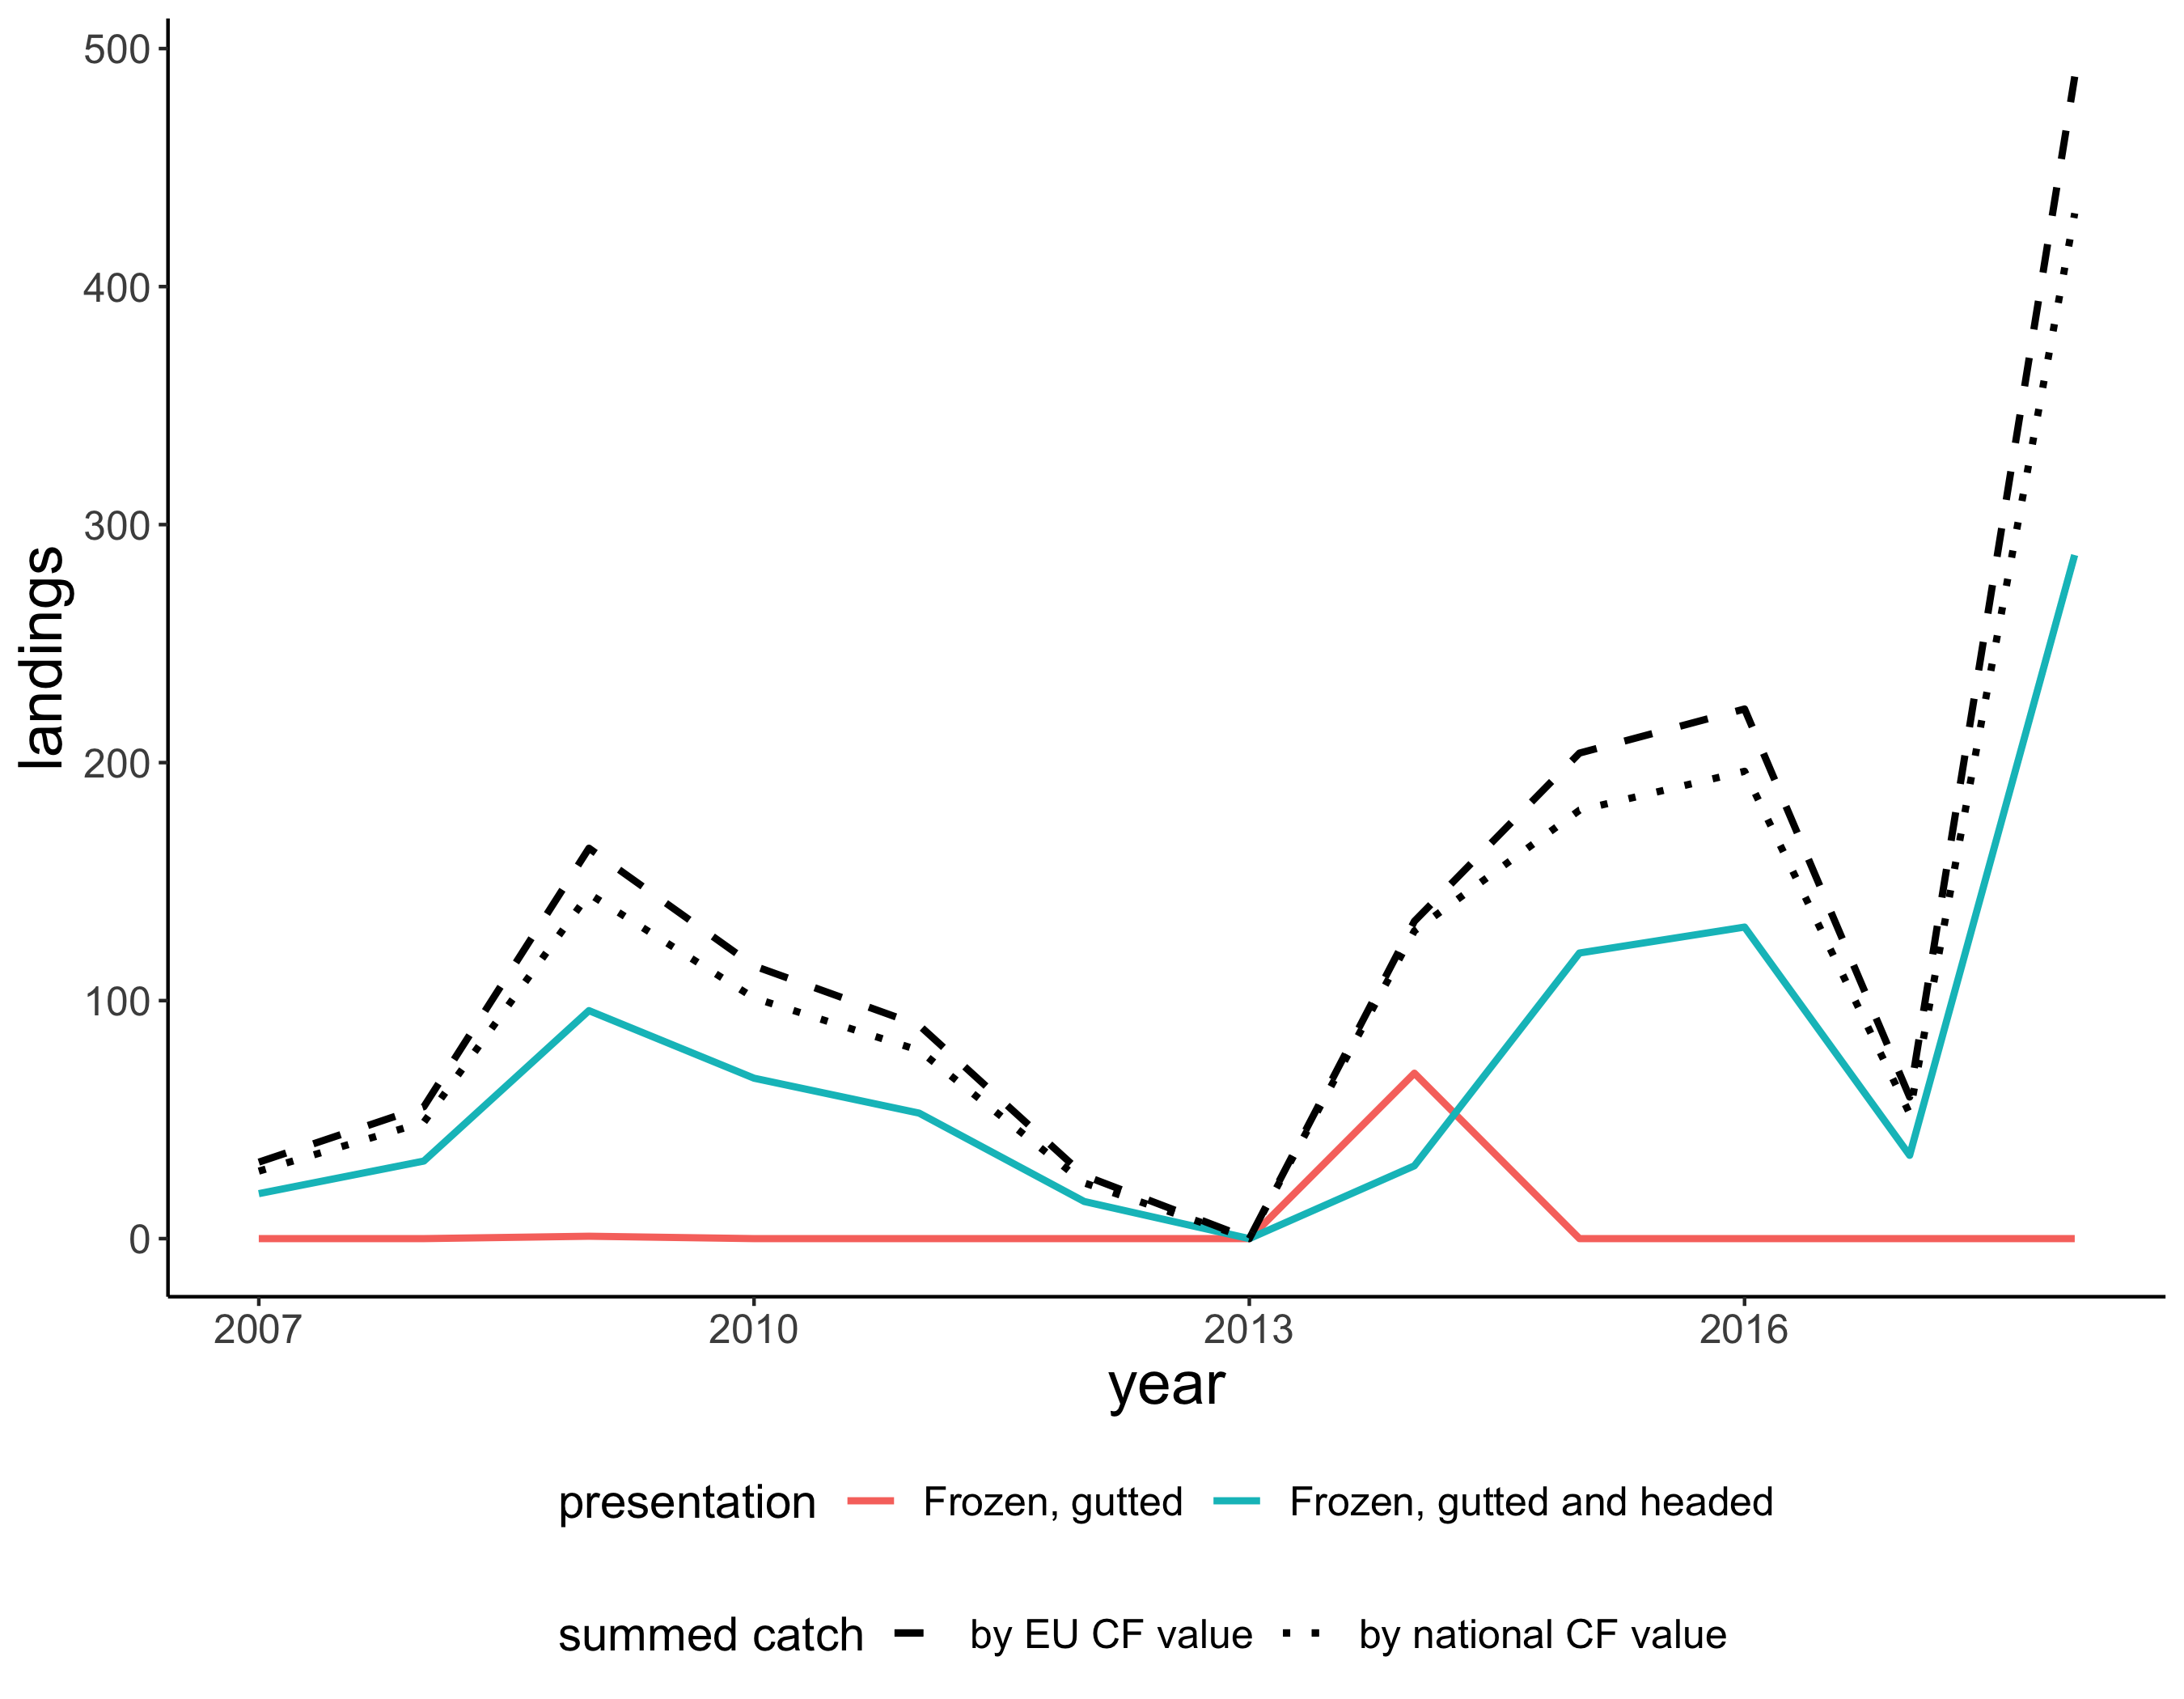 500
400
300
200
100
0
landings
2007 2010 2013 2016
year
presentation Frozen, gutted Frozen, gutted and headed
summed catch by EU CF value by national CF value